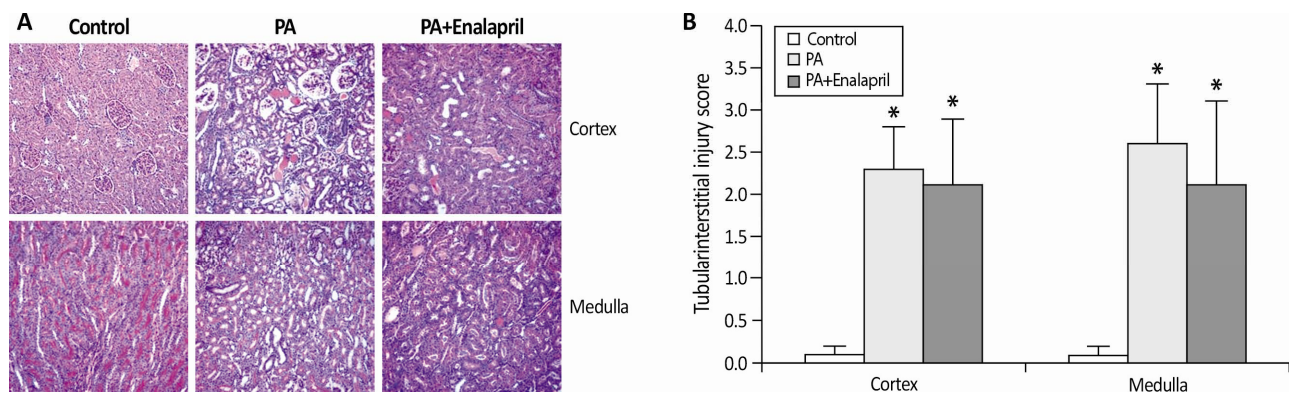 A
Control
PA
PA+Enalapril
Cortex
Medulla
B
Tubularinterstitial injury score
4.0
3.5
3.0
2.5
2.0
1.5
1.0
0.5
0.0
Control
PA
PA+Enalapril
*
*
*
*
Cortex
Medulla